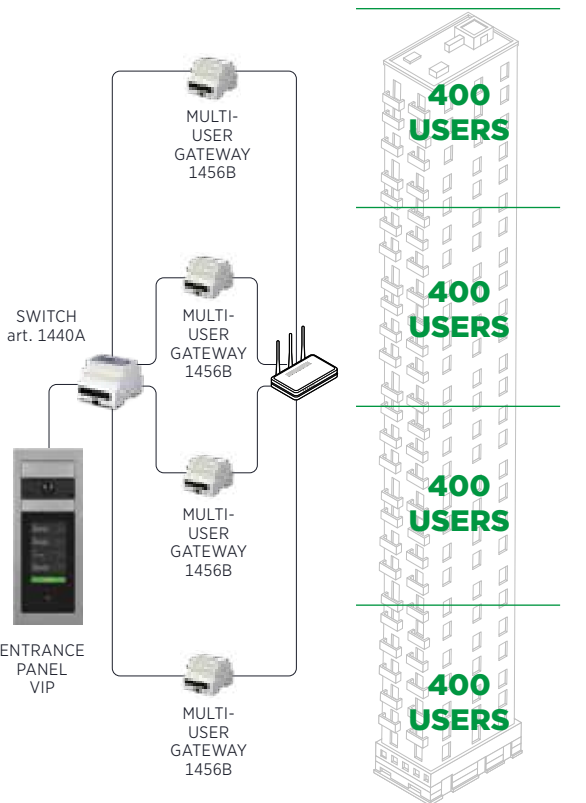 MULTI-
USER
GATEWAY
1456B
400
USERS
SWITCH
art. 1440A
MULTI-
USER
GATEWAY
1456B
400
USERS
MULTI-
USER
GATEWAY
1456B
400
USERS
ENTRANCE
PANEL
VIP
MULTI-
USER
GATEWAY
1456B
400
USERS